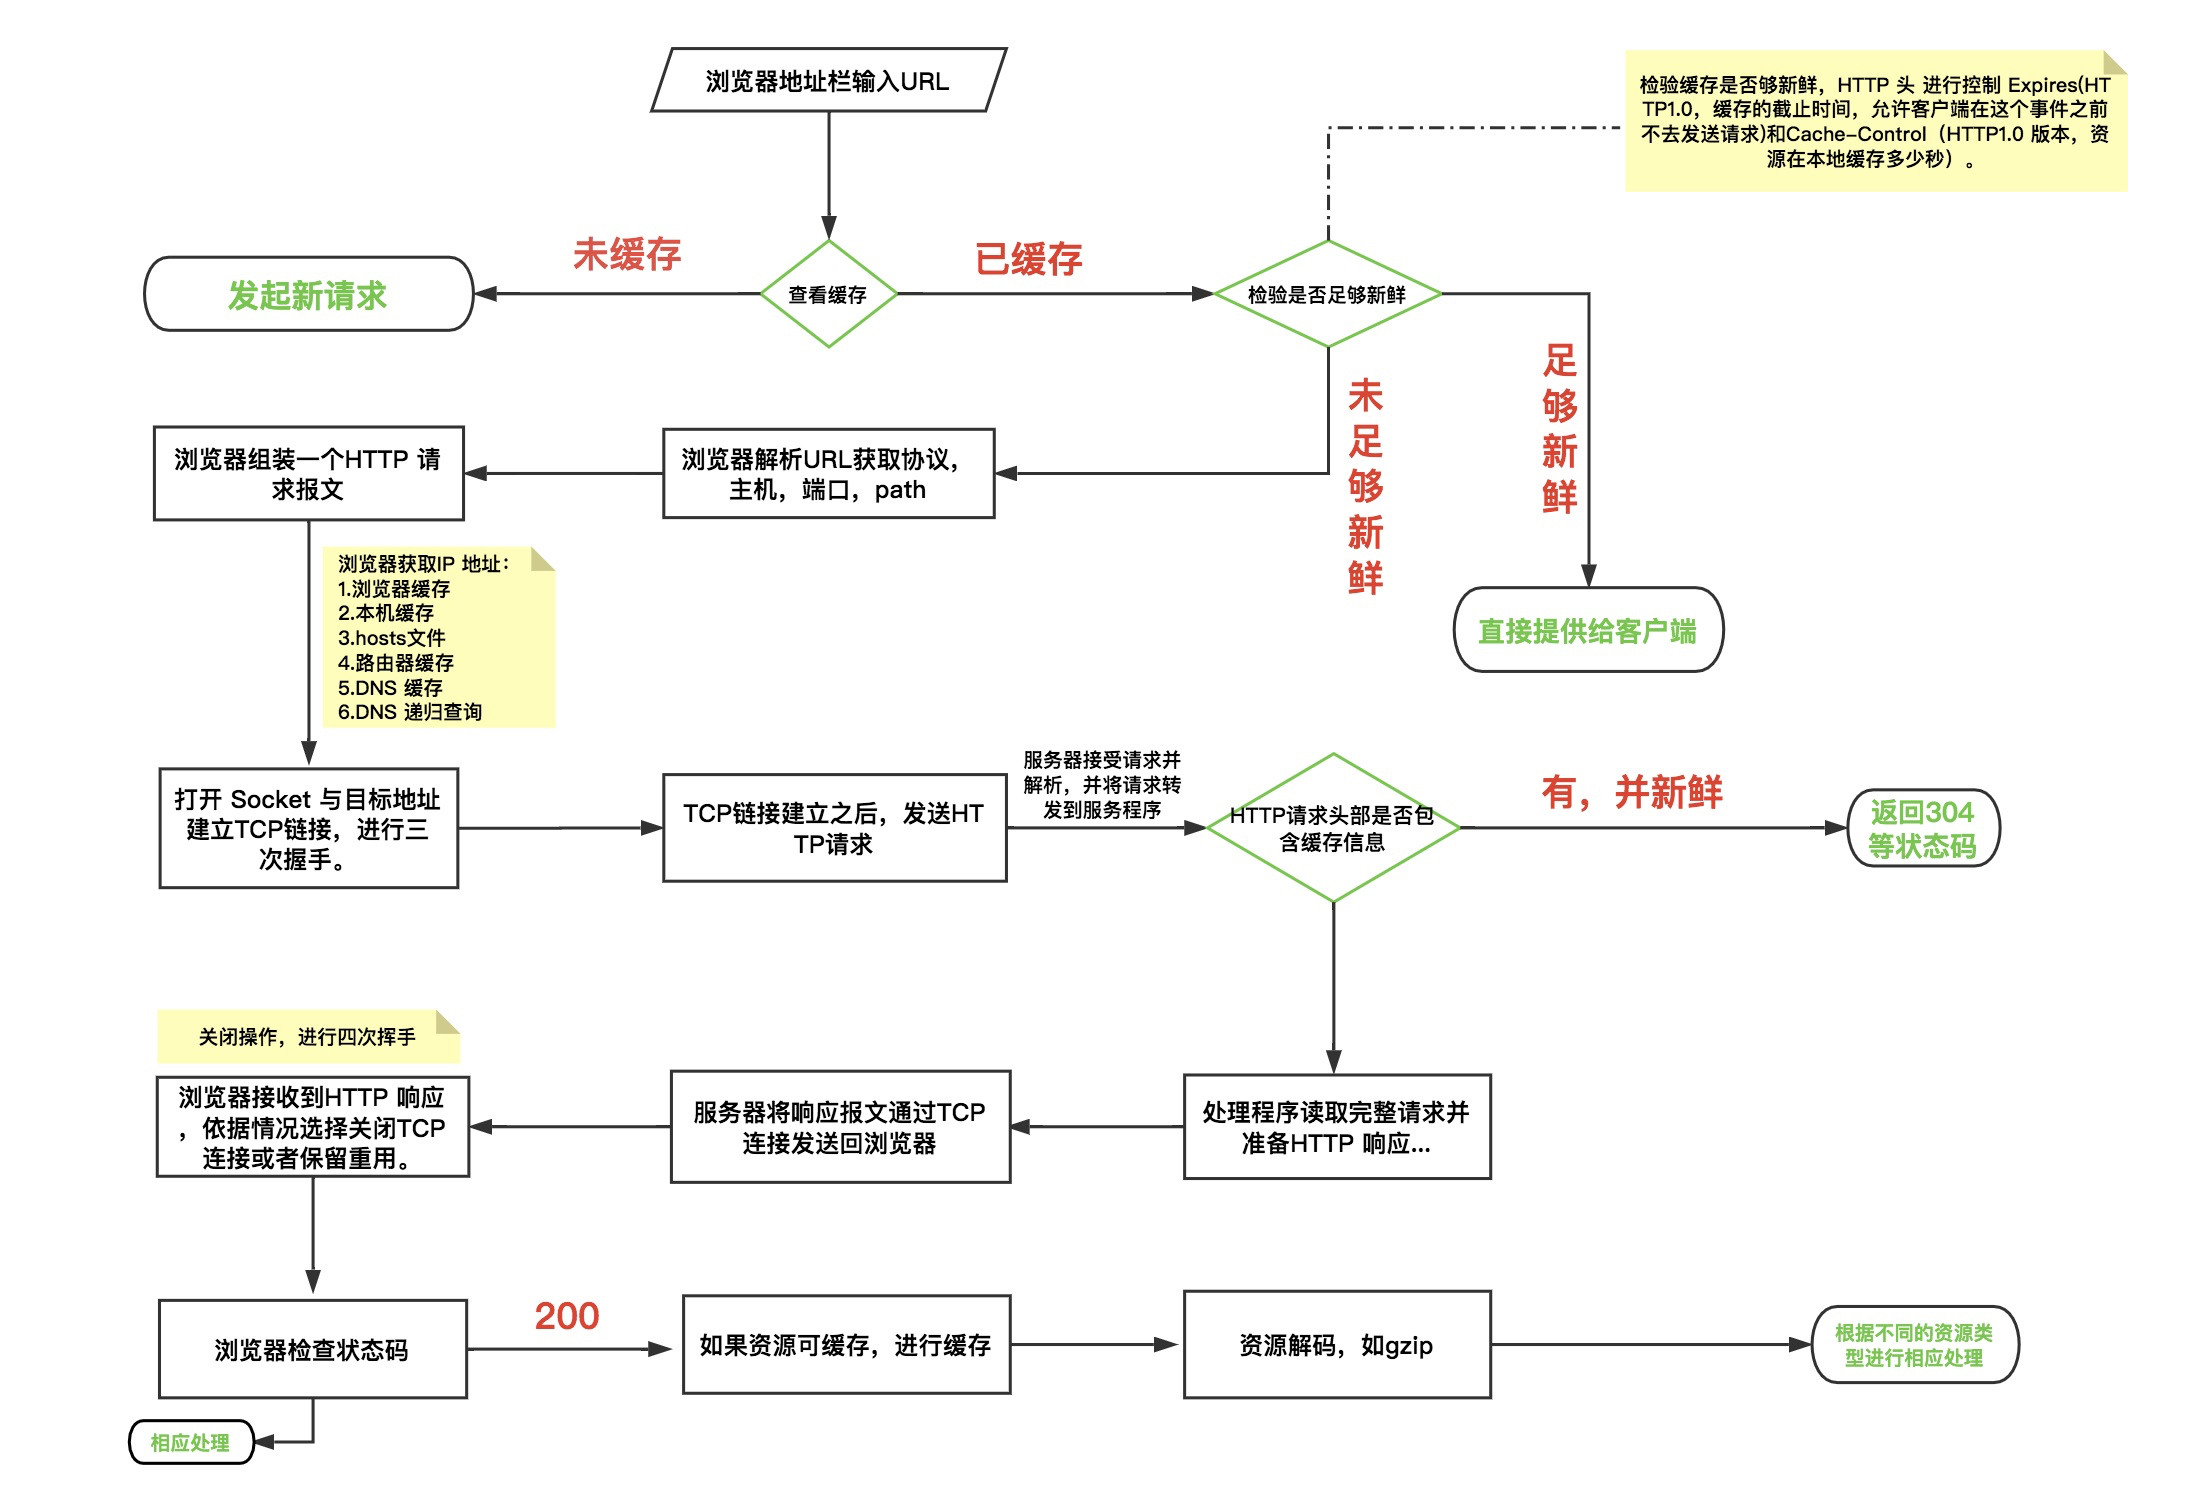 浏览器地址栏输入URL
检验缓存是否够新鲜，HTTP 头 进行控制 Expires(HT
TP1.0，缓存的截止时间，允许客户端在这个事件之前
不去发送请求)和Cache-Control（HTTP1.0 版本，资
源在本地缓存多少秒）。
未缓存
已缓存
发起新请求
查看缓存
检验是否足够新鲜
足
够
新
鲜
未
足
够
新
鲜
浏览器组装一个HTTP 请
求报文
浏览器解析URL获取协议，
主机，端口，path
浏览器获取IP 地址：
1.浏览器缓存
2.本机缓存
3.hosts文件
4.路由器缓存
5.DNS 缓存
6.DNS 递归查询
直接提供给客户端
打开 Socket 与目标地址
建立TCP链接，进行三
次握手。
TCP链接建立之后，发送HT
TP请求
服务器接受请求并
解析，并将请求转
发到服务程序
HTTP请求头部是否包
含缓存信息
有，并新鲜
返回304
等状态码
关闭操作，进行四次挥手
浏览器接收到HTTP 响应
，依据情况选择关闭TCP
连接或者保留重用。
服务器将响应报文通过TCP
连接发送回浏览器
处理程序读取完整请求并
准备HTTP 响应...
浏览器检查状态码
200
如果资源可缓存，进行缓存
资源解码，如gzip
根据不同的资源类
型进行相应处理
相应处理